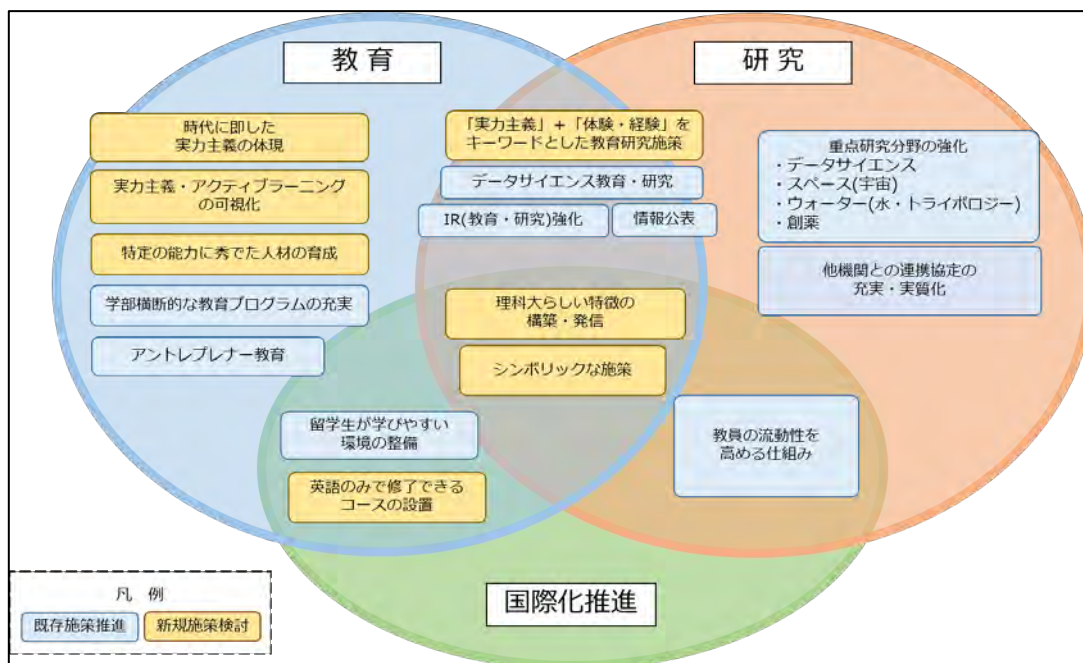 教育
時代に即した
実力主義の体現
実力主義・アクティブラーニング
の可視化
特定の能力に秀でた人材の育成
学部横断的な教育プログラムの充実
アントレプレナー教育
「実力主義」+「体験・経験」を
キーワードとした教育研究施策
データサイエンス教育・研究
IR(教育・研究)強化
情報公表
研究
重点研究分野の強化
・データサイエンス
・スペース(宇宙)
・ウォーター(水・トライボロジー)
・創薬
他機関との連携協定の
充実・実質化
理科大らしい特徴の
構築・発信
シンボリックな施策
留学生が学びやすい
環境の整備
英語のみで修了できる
コースの設置
教員の流動性を
高める仕組み
国際化推進
凡 例
既存施策推進
新規施策検討